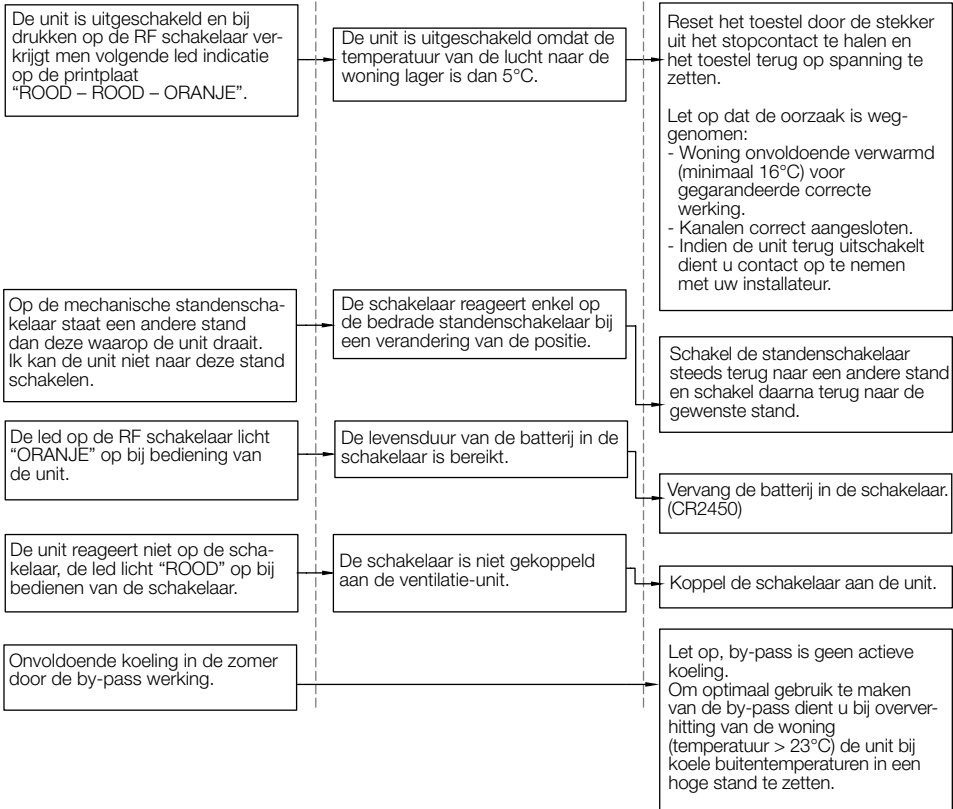 De unit is uitgeschakeld en bij
drukken op de RF schakelaar ver-
krijgt men volgende led indicatie
op de printplaat
“ROOD – ROOD – ORANJE”.
De unit is uitgeschakeld omdat de
temperatuur van de lucht naar de
woning lager is dan 5°C.
Reset het toestel door de stekker
uit het stopcontact te halen en
het toestel terug op spanning te
zetten.
Let op dat de oorzaak is weg-
genomen:
- Woning onvoldoende verwarmd
(minimaal 16°C) voor
gegarandeerde correcte
werking.
- Kanalen correct aangesloten.
- Indien de unit terug uitschakelt
dient u contact op te nemen
met uw installateur.
Op de mechanische standenscha-
kelaar staat een andere stand
dan deze waarop de unit draait.
Ik kan de unit niet naar deze stand
schakelen.
De schakelaar reageert enkel op
de bedrade standenschakelaar bij
een verandering van de positie.
Schakel de standenschakelaar
steeds terug naar een andere stand
en schakel daarna terug naar de
gewenste stand.
De led op de RF schakelaar licht
“ORANJE” op bij bediening van
de unit.
De levensduur van de batterij in de
schakelaar is bereikt.
Vervang de batterij in de schakelaar.
(CR2450)
De unit reageert niet op de scha-
kelaar, de led licht “ROOD” op bij
bedienen van de schakelaar.
De schakelaar is niet gekoppeld
aan de ventilatie-unit.
Koppel de schakelaar aan de unit.
Onvoldoende koeling in de zomer
door de by-pass werking.
Let op, by-pass is geen actieve
koeling.
Om optimaal gebruik te maken
van de by-pass dient u bij oververe-
hitting van de woning
(temperatuur > 23°C) de unit bij
koele buitentemperaturen in een
hoge stand te zetten.